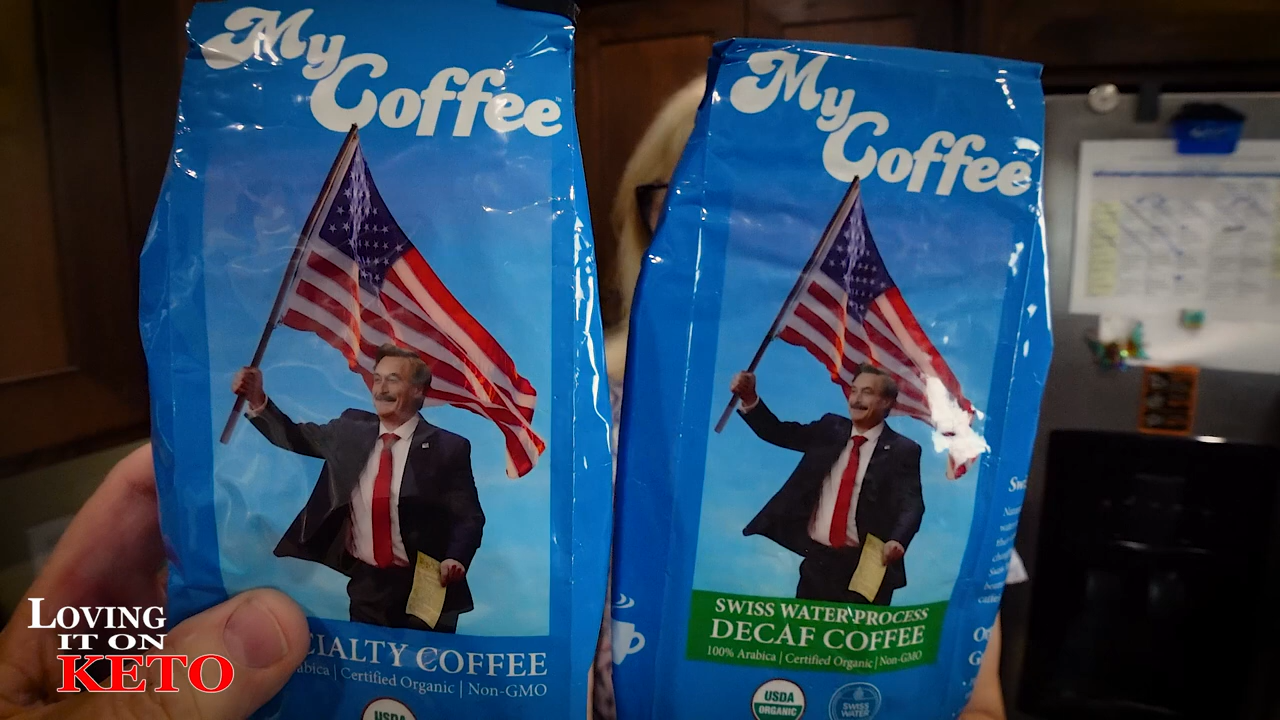 My
Coffee
CIALTY COFFEE
Arabica | Certified Organic | Non-GMO
USDA
My
Coffee
SWISS WATER PROCESS
DECAF COFFEE
100% Arabica | Certified Organic | Non-GMO
USDA
ORGANIC
SWISS
WATER
LOVING
IT ON
KETO